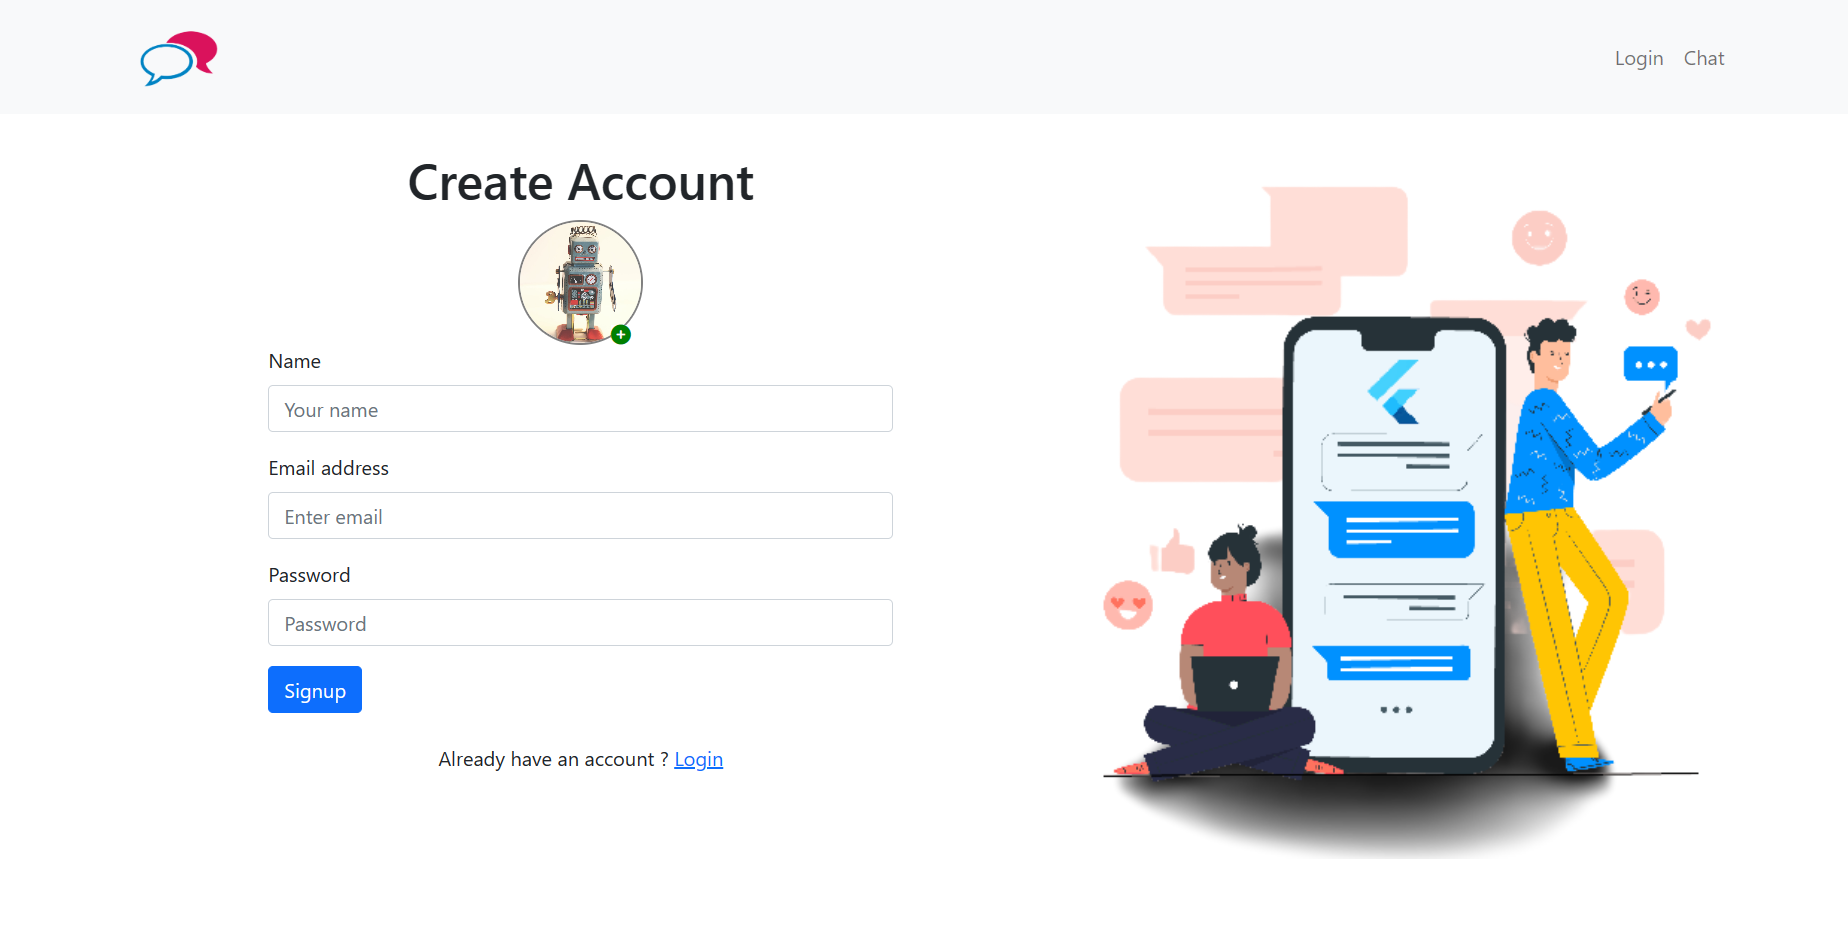 Login Chat
Create Account
Name
Your name
Email address
Enter email
Password
Password
Signup
Already have an account ? Login